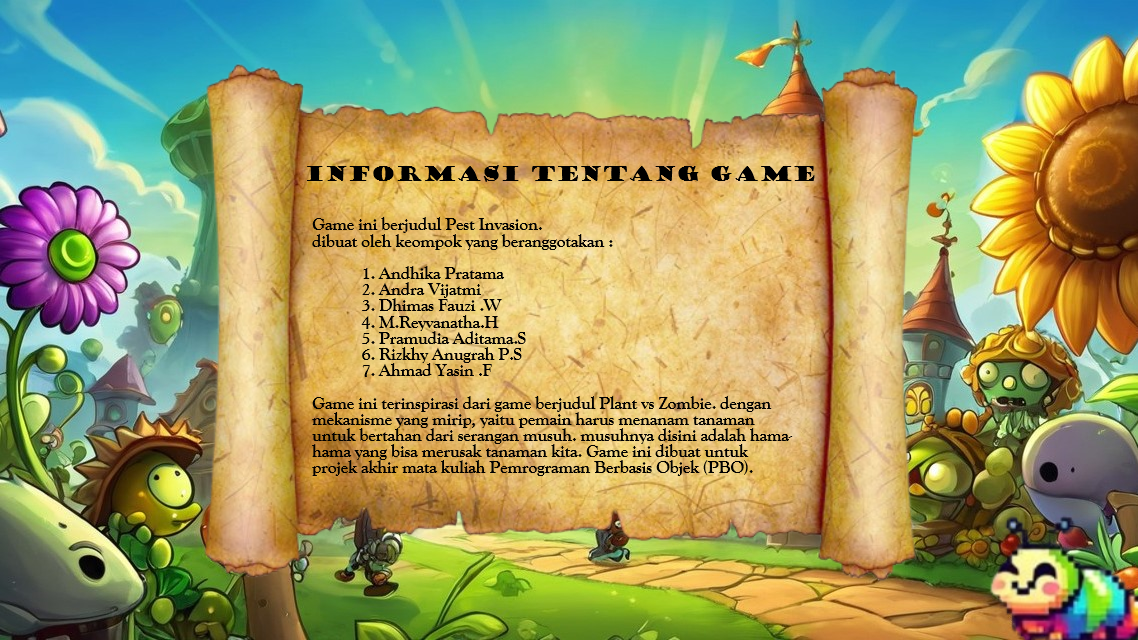 INFORMASI TENTANG GAME
Game ini berjudul Pest Invasion.
dibuat oleh keompok yang beranggotakan :
1. Andhika Pratama
2. Andra Vijatmi
3. Dhimas Fauzi .W
4. M.Reyvanatha.H
5. Pramudia Aditama.S
6. Rizkhy Anugrah P.S
7. Ahmad Yasin .F
Game ini terinspirasi dari game berjudul Plant vs Zombie. dengan
mekanisme yang mirip, yaitu pemain harus menanam tanaman
untuk bertahan dari serangan musuh. musuhnya disini adalah hama-
hama yang bisa merusak tanaman kita. Game ini dibuat untuk
projek akhir mata kuliah Pemrograman Berbasis Objek (PBO).